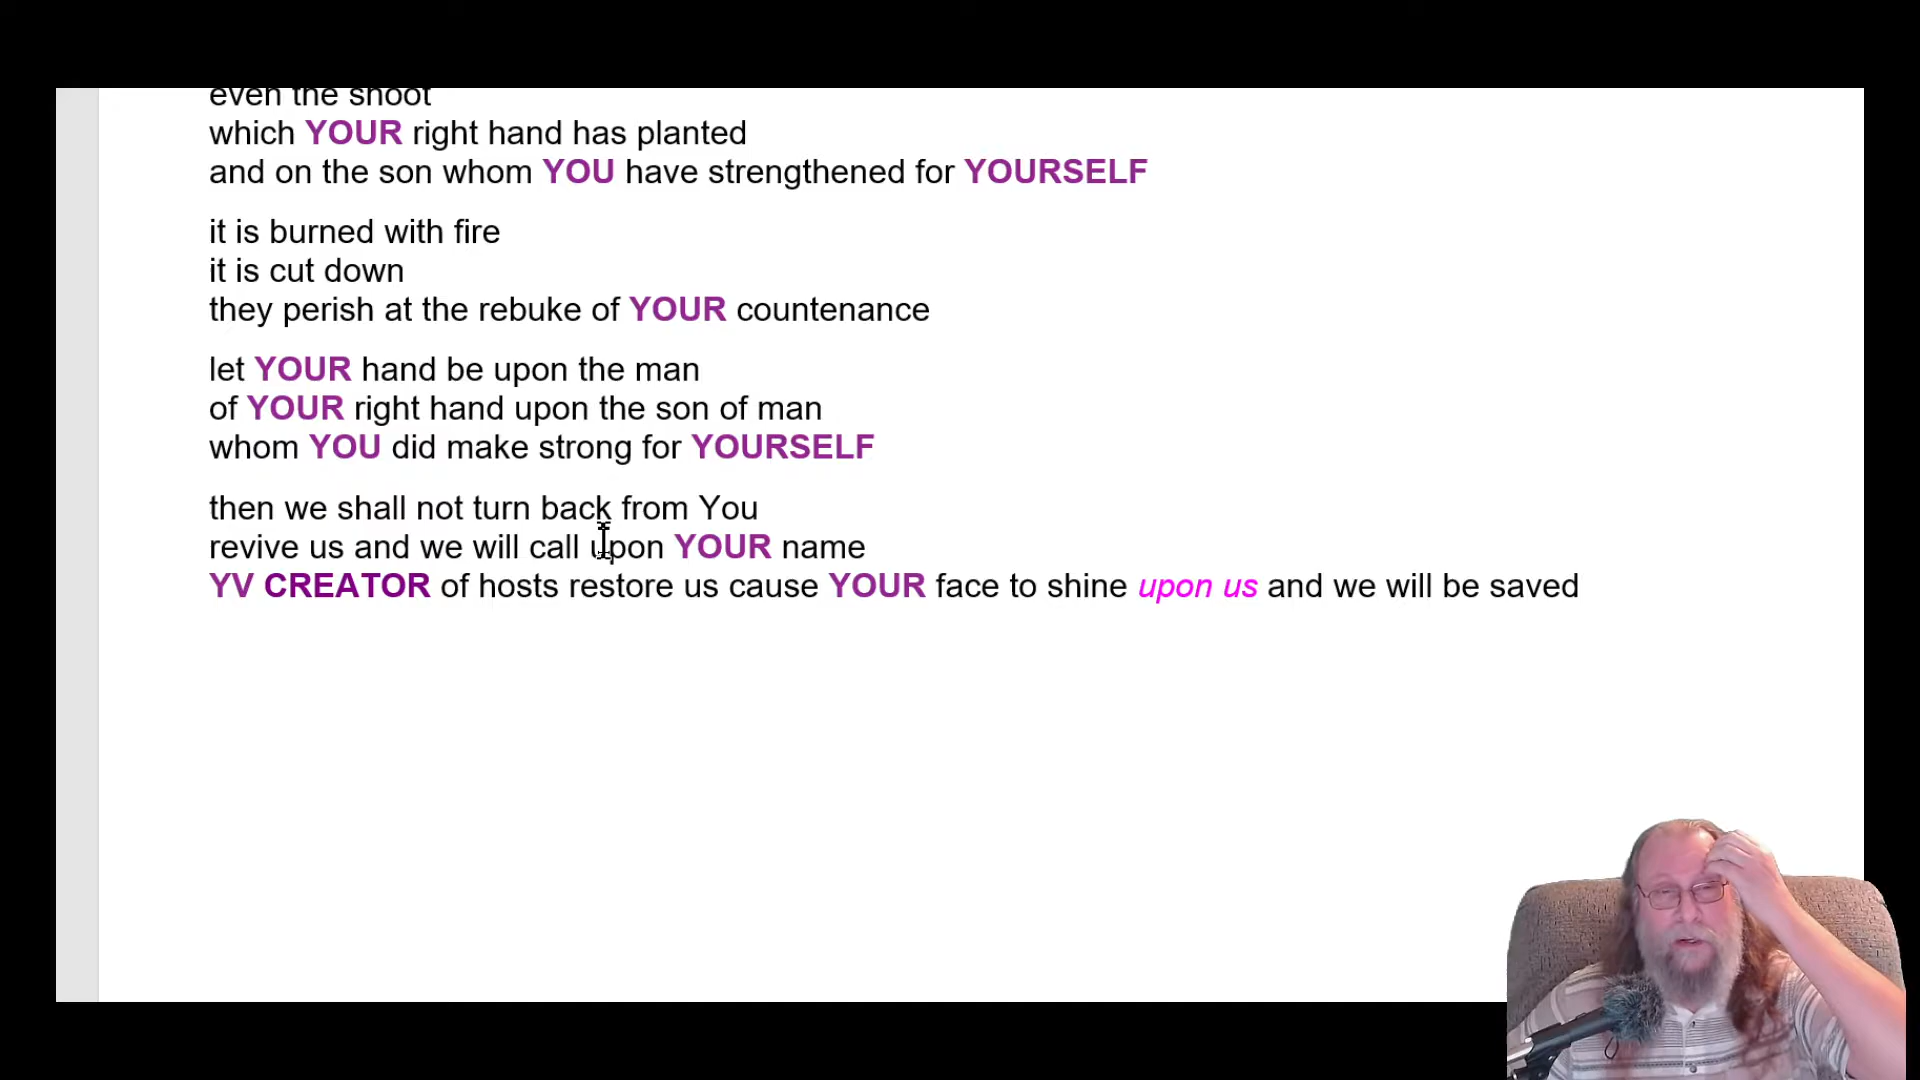 even the shoot
which YOUR right hand has planted
and on the son whom YOU have strengthened for YOURSELF
it is burned with fire
it is cut down
they perish at the rebuke of YOUR countenance
let YOUR hand be upon the man
of YOUR right hand upon the son of man
whom YOU did make strong for YOURSELF
then we shall not turn back from You
revive us and we will call upon YOUR name
YV CREATOR of hosts restore us cause YOUR face to shine upon us and we will be saved